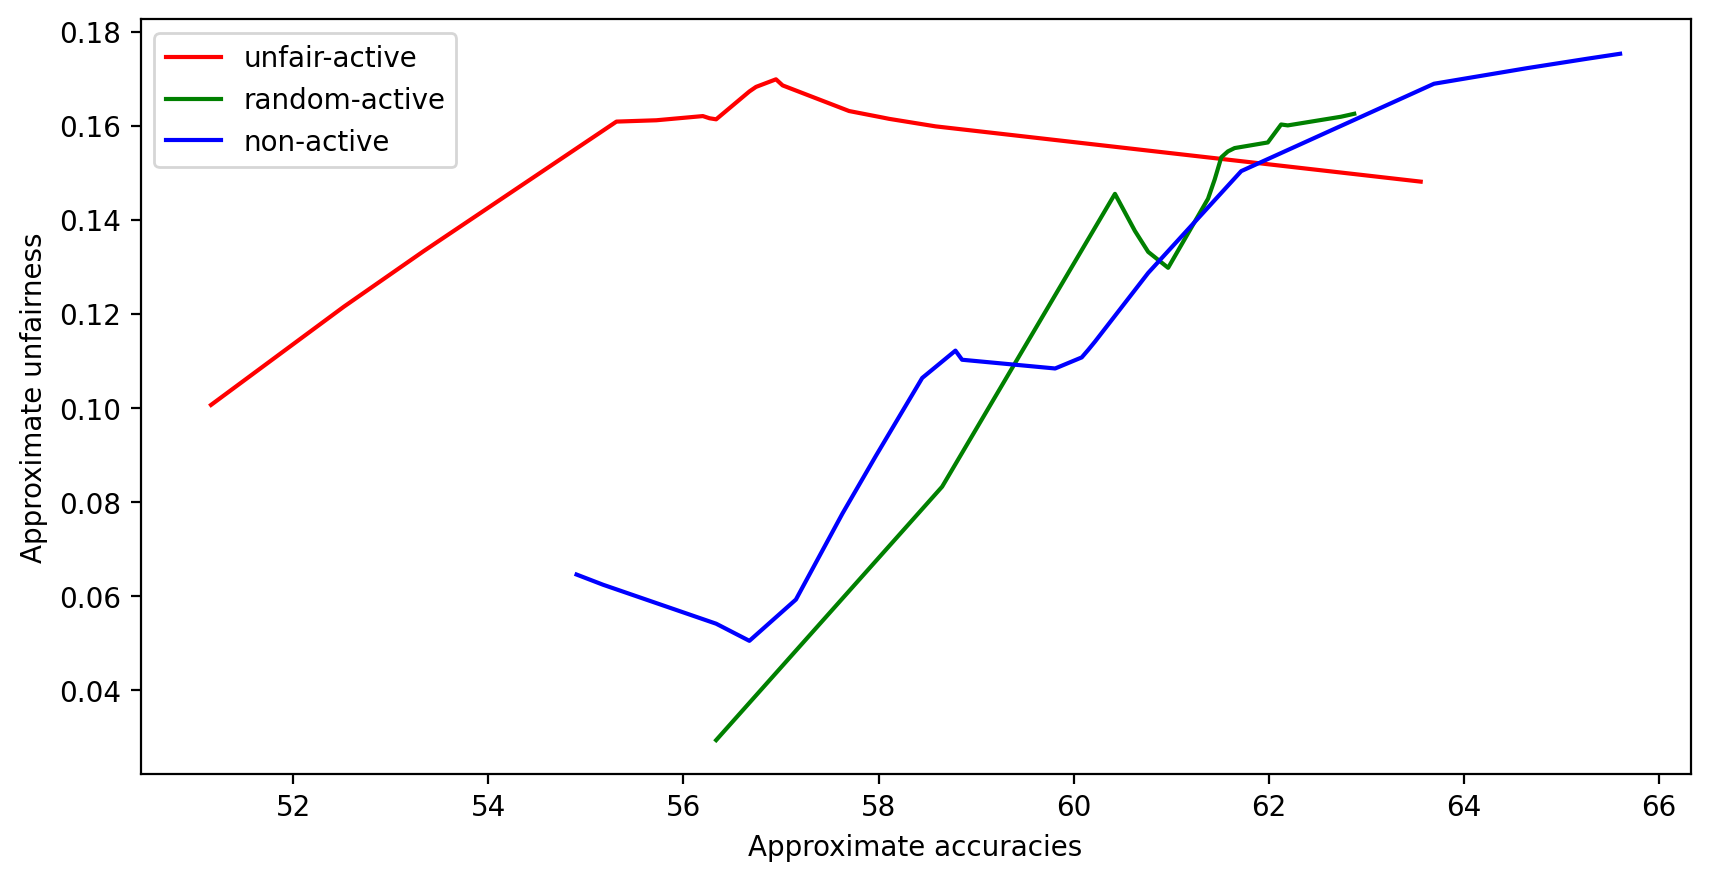 0.18
0.16
0.14
0.12
0.10
0.08
0.06
0.04
Approximate unfairness
unfair-active
random-active
non-active
52 54 56 58 60 62 64 66
Approximate accuracies